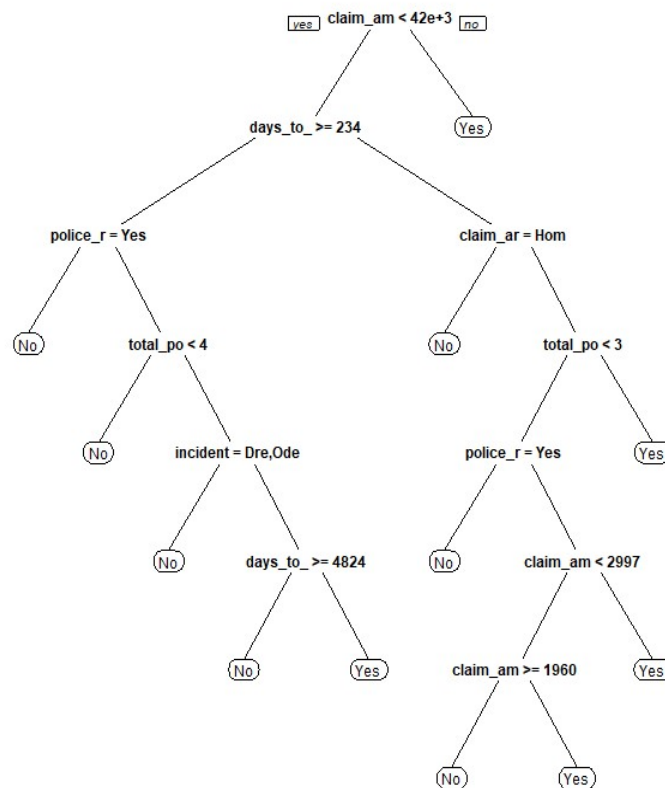 yes claim_am < 42e+3 no
days_to_ >= 234 Yes
police_r = Yes claim_ar = Hom
No total_po < 4 No total_po < 3
No incident = Dre,Ode police_r = Yes Yes
No days_to_ >= 4824 No claim_am < 2997
No Yes claim_am >= 1960 Yes
No Yes